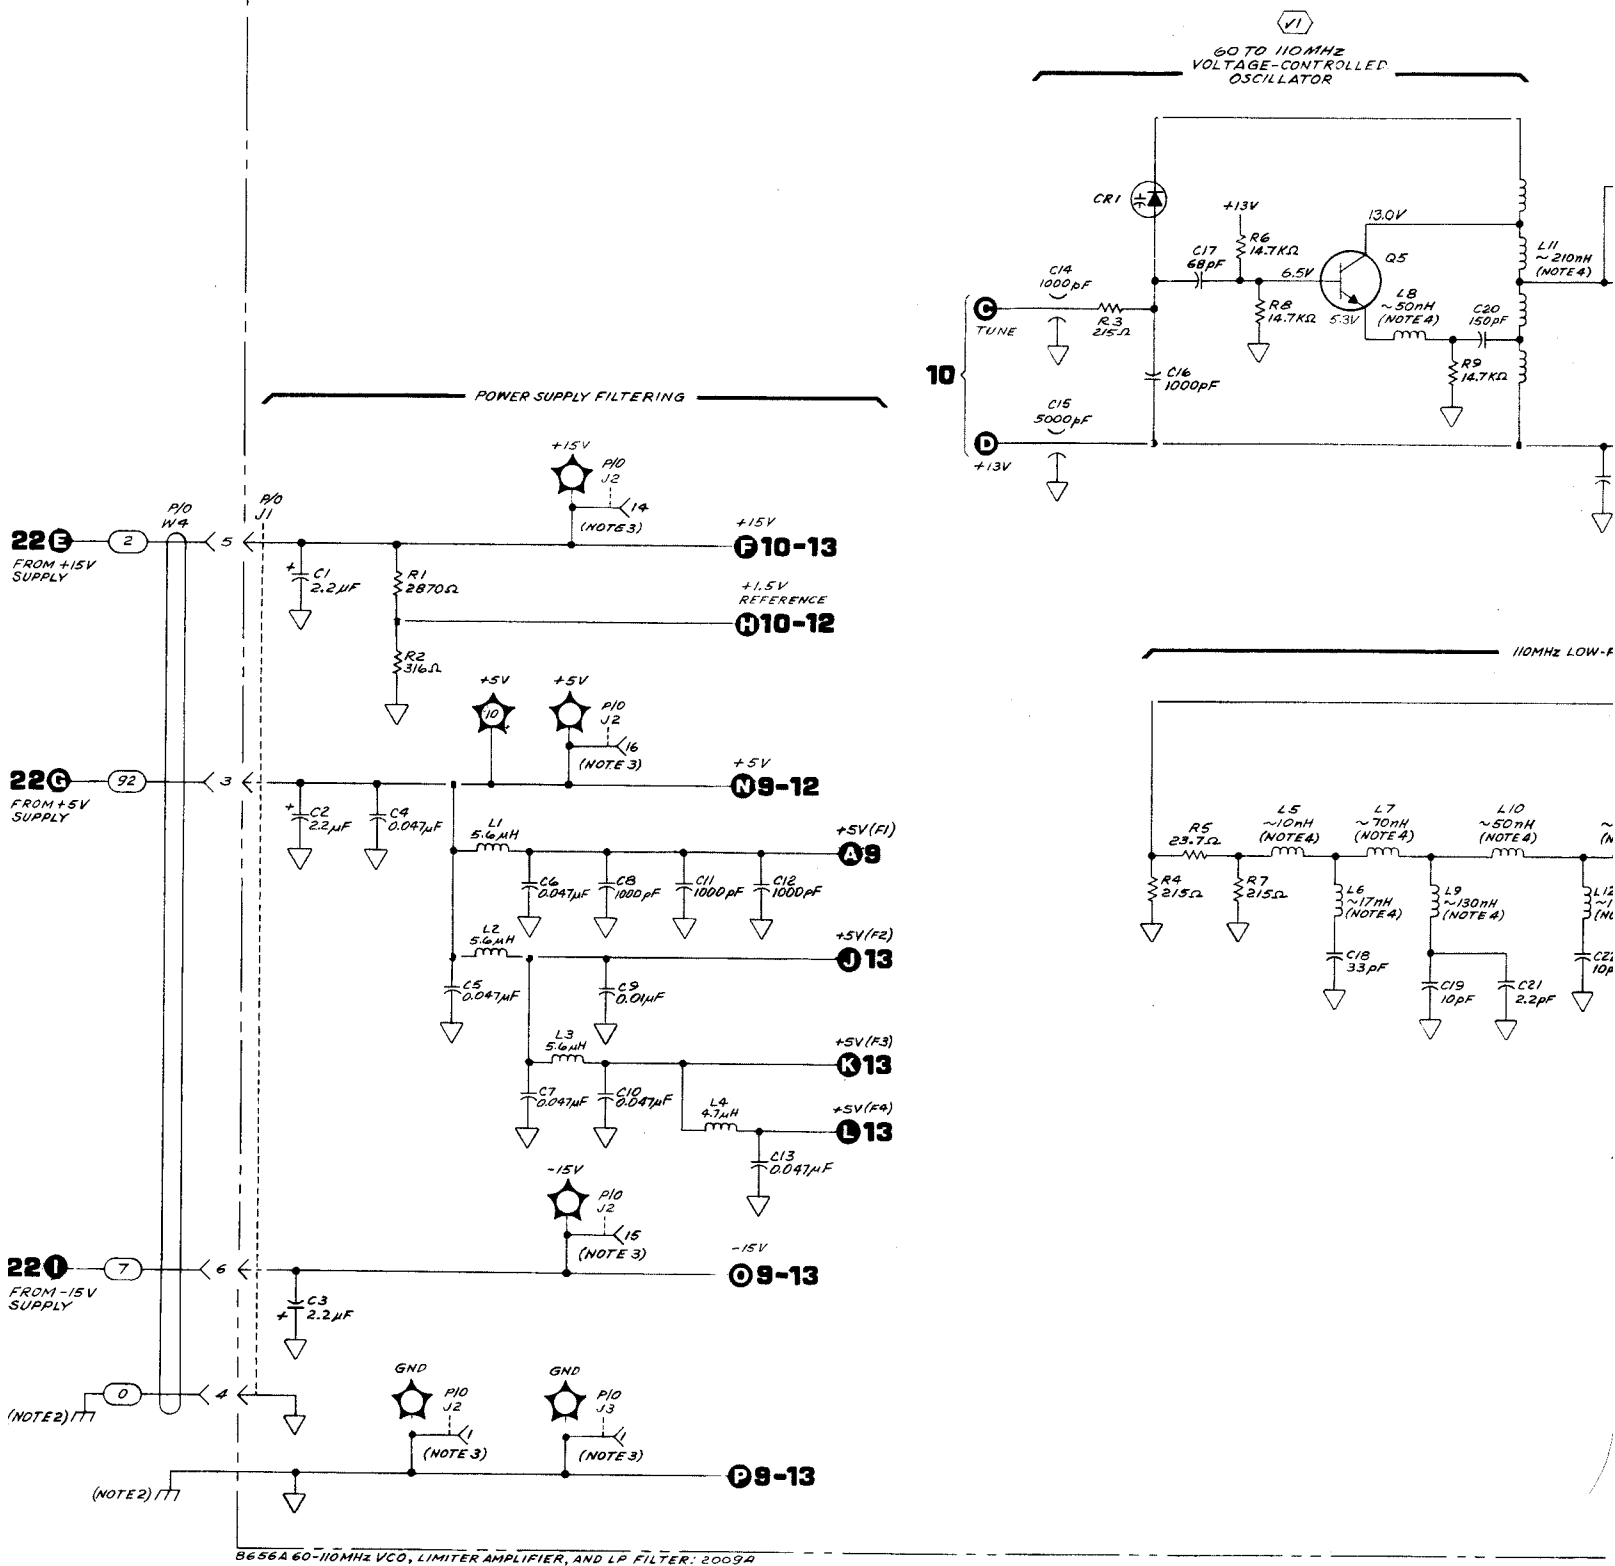 √1
60 TO 110MHz
VOLTAGE-CONTROLLED
OSCILLATOR
CR1
+13V
R6
14.7KΩ
C17
68pF
13.0V
Q5
6.5V
5.3V
L11
~210nH
(NOTE 4)
C14
1000pF
C
TUNE
R3
215Ω
R8
14.7KΩ
L8
~50nH
(NOTE 4)
C20
150pF
R9
14.7KΩ
10
C16
1000pF
C15
5000pF
D
+13V
POWER SUPPLY FILTERING
+15V
P/O
J2
14
(NOTE 3)
P/O
W4
P/O
J1
22 E
2
5
FROM +15V
SUPPLY
+
C1
2.2µF
R1
2870Ω
+15V
F 10-13
+1.5V
REFERENCE
H 10-12
R2
316Ω
+5V
10
+5V
P/O
J2
16
(NOTE 3)
22 G
92
3
FROM +5V
SUPPLY
+
C2
2.2µF
C4
0.047µF
+5V
N 9-12
L1
5.6µH
+5V (F1)
A 9
C6
0.047µF
C8
1000pF
C11
1000pF
C12
1000pF
L2
5.6µH
+5V (F2)
J 13
C5
0.047µF
C9
0.01µF
L3
5.6µH
+5V (F3)
K 13
C7
0.047µF
C10
0.047µF
L4
4.7µH
+5V (F4)
L 13
C13
0.047µF
-15V
P/O
J2
15
(NOTE 3)
22 I
7
6
FROM -15V
SUPPLY
+
C3
2.2µF
-15V
O 9-13
0
4
(NOTE 2)
GND
P/O
J2
1
(NOTE 3)
GND
P/O
J3
1
(NOTE 3)
(NOTE 2)
P 9-13
110MHz LOW-P
R5
23.7Ω
L5
~10nH
(NOTE 4)
L7
~70nH
(NOTE 4)
L10
~50nH
(NOTE 4)
R4
215Ω
R7
215Ω
L6
~17nH
(NOTE 4)
L9
~130nH
(NOTE 4)
L12
C18
33pF
C19
10pF
C21
2.2pF
C22
10p
8656A 60-110MHz VCO, LIMITER AMPLIFIER, AND LP FILTER: 2009A